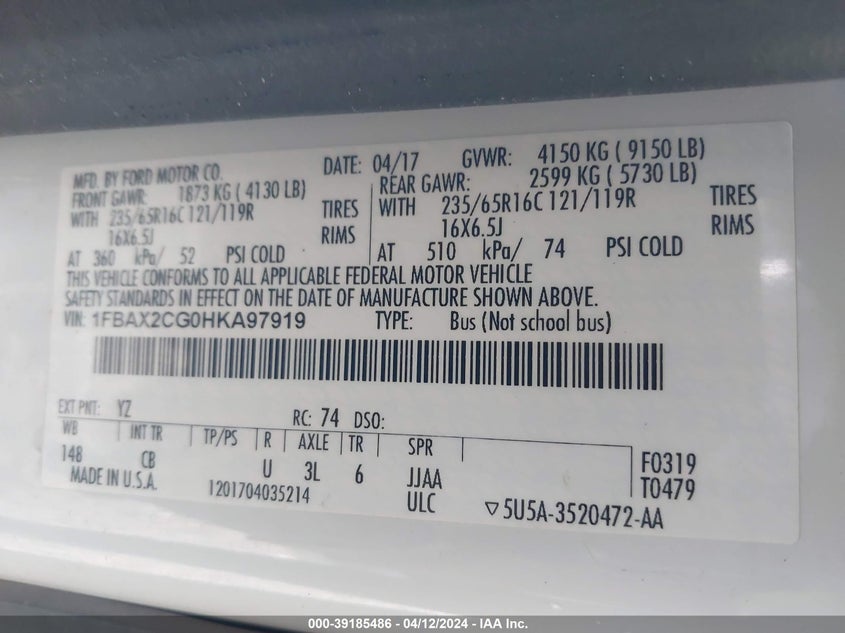 MFD. BY FORD MOTOR CO. DATE: 04/17 GVWR: 4150 KG ( 9150 LB)
FRONT GAWR: 1873 KG ( 4130 LB)
WITH 235/65R16C 121/119R TIRES
16X6.5J RIMS
AT 360 kPa/ 52 PSI COLD
REAR GAWR: 2599 KG ( 5730 LB)
WITH 235/65R16C 121/119R TIRES
16X6.5J RIMS
AT 510 kPa/ 74 PSI COLD
THIS VEHICLE CONFORMS TO ALL APPLICABLE FEDERAL MOTOR VEHICLE
SAFETY STANDARDS IN EFFECT ON THE DATE OF MANUFACTURE SHOWN ABOVE.
VIN: 1FBAX2CG0HKA97919 TYPE: Bus (Not school bus)
EXT PNT: YZ RC: 74 DSO:
WB INT TR TP/PS R AXLE TR SPR
148 CB U 3L 6 JJAA
F0319
T0479
MADE IN U.S.A. 1201704035214 ULC ▽5U5A-3520472-AA
000-39185486 - 04/12/2024 - IAA Inc.